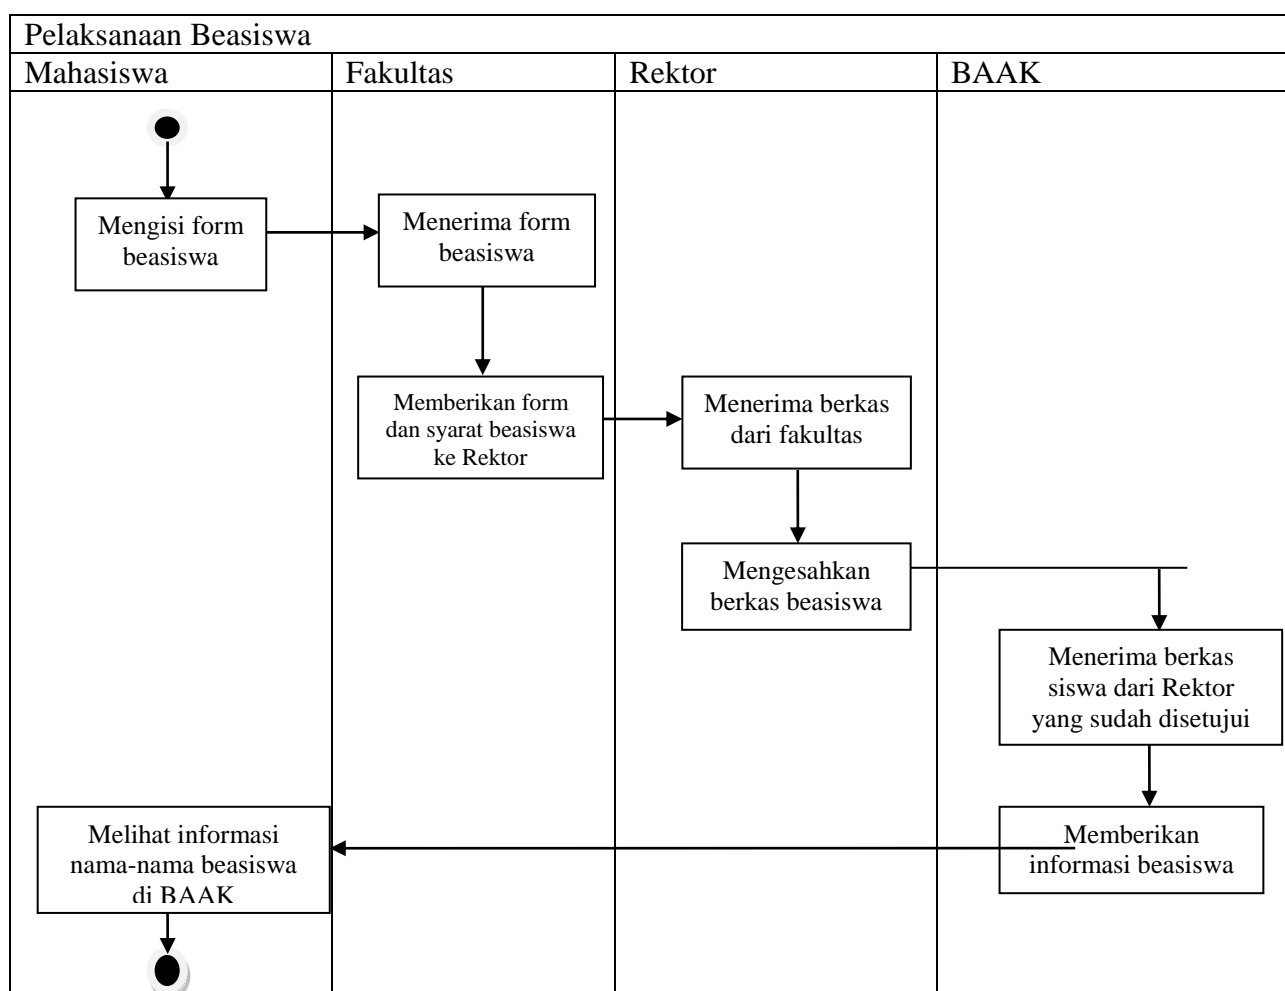 Pelaksanaan Beasiswa
Mahasiswa
Fakultas
Rektor
BAAK
Mengisi form
beasiswa
Menerima form
beasiswa
Memberikan form
dan syarat beasiswa
ke Rektor
Menerima berkas
dari fakultas
Mengesahkan
berkas beasiswa
Menerima berkas
siswa dari Rektor
yang sudah disetujui
Memberikan
informasi beasiswa
Melihat informasi
nama-nama beasiswa
di BAAK